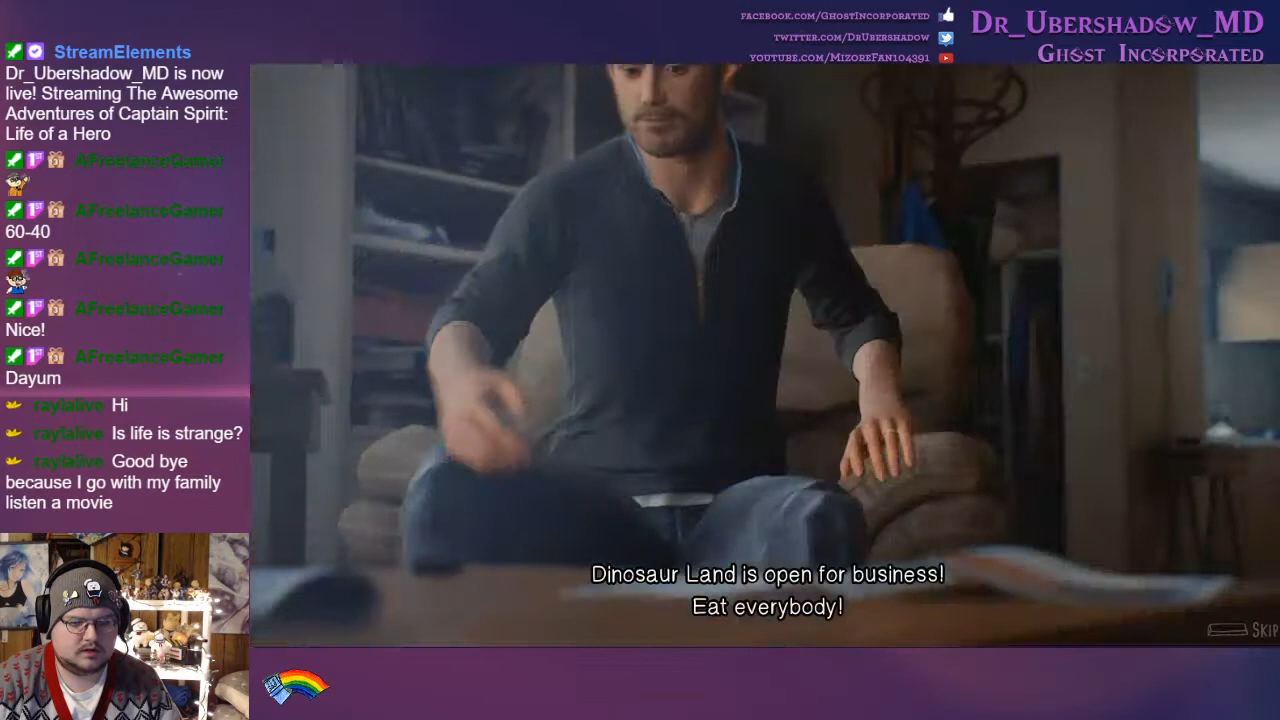 FACEBOOK.COM/GHOSTINCORPORATED
TWITTER.COM/DRUBERSHADOW
YOUTUBE.COM/MIZOREFAN104391
DR_UBERSHADOW_MD
GHOST INCORPORATED
StreamElements
Dr_Ubershadow_MD is now
live! Streaming The Awesome
Adventures of Captain Spirit:
Life of a Hero
AFreelanceGamer
AFreelanceGamer
60-40
AFreelanceGamer
AFreelanceGamer
Nice!
AFreelanceGamer
Dayum
raylalive Hi
raylalive Is life is strange?
raylalive Good bye
because I go with my family
listen a movie
Dinosaur Land is open for business!
Eat everybody!
SKIP